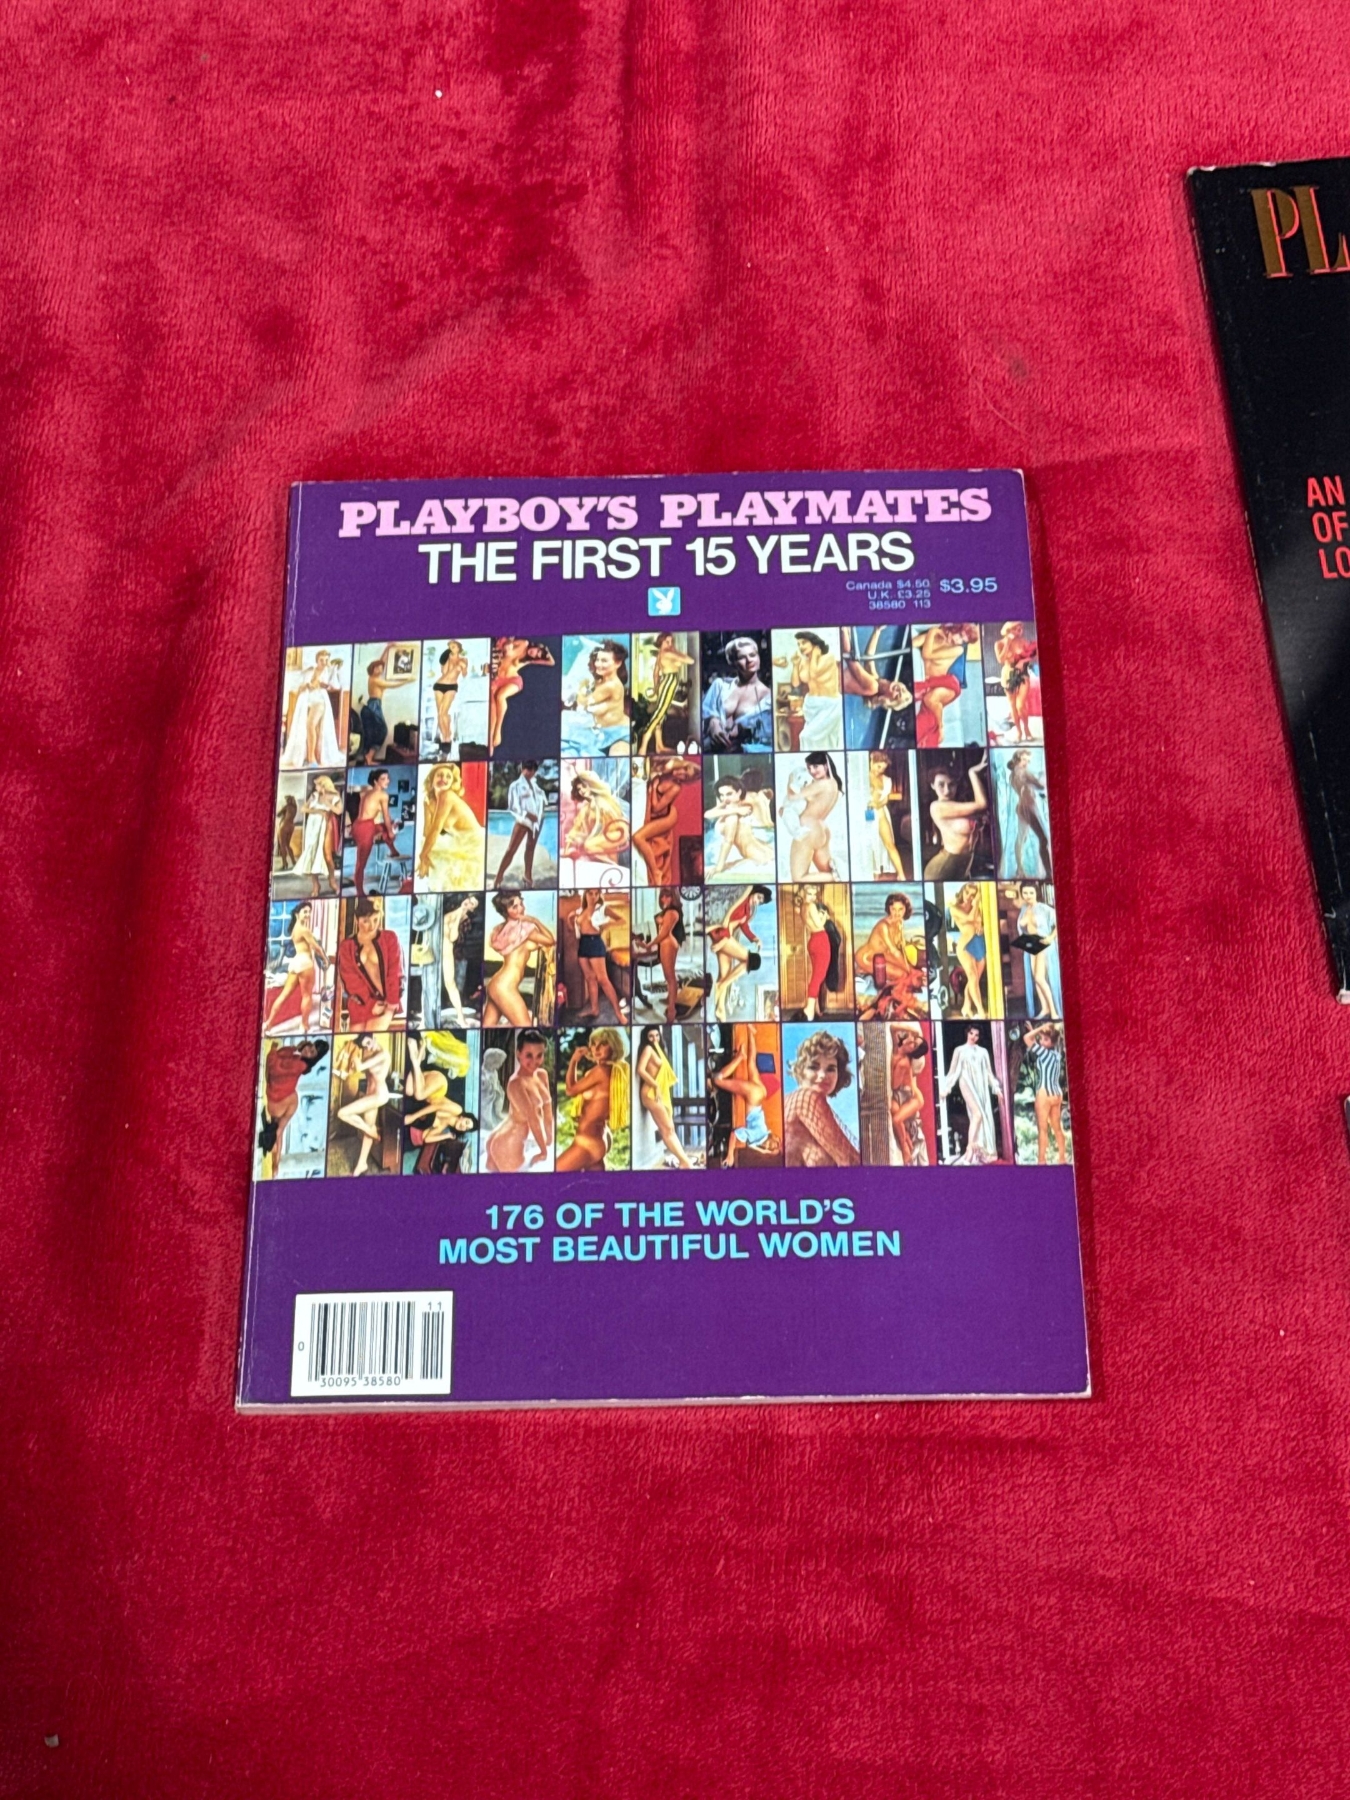 PLAYBOY'S PLAYMATES
THE FIRST 15 YEARS
Canada $4.50
U.K. £3.25
38580 113
$3.95
176 OF THE WORLD'S
MOST BEAUTIFUL WOMEN
11
0
30095 38580
PL
AN
OF
LO